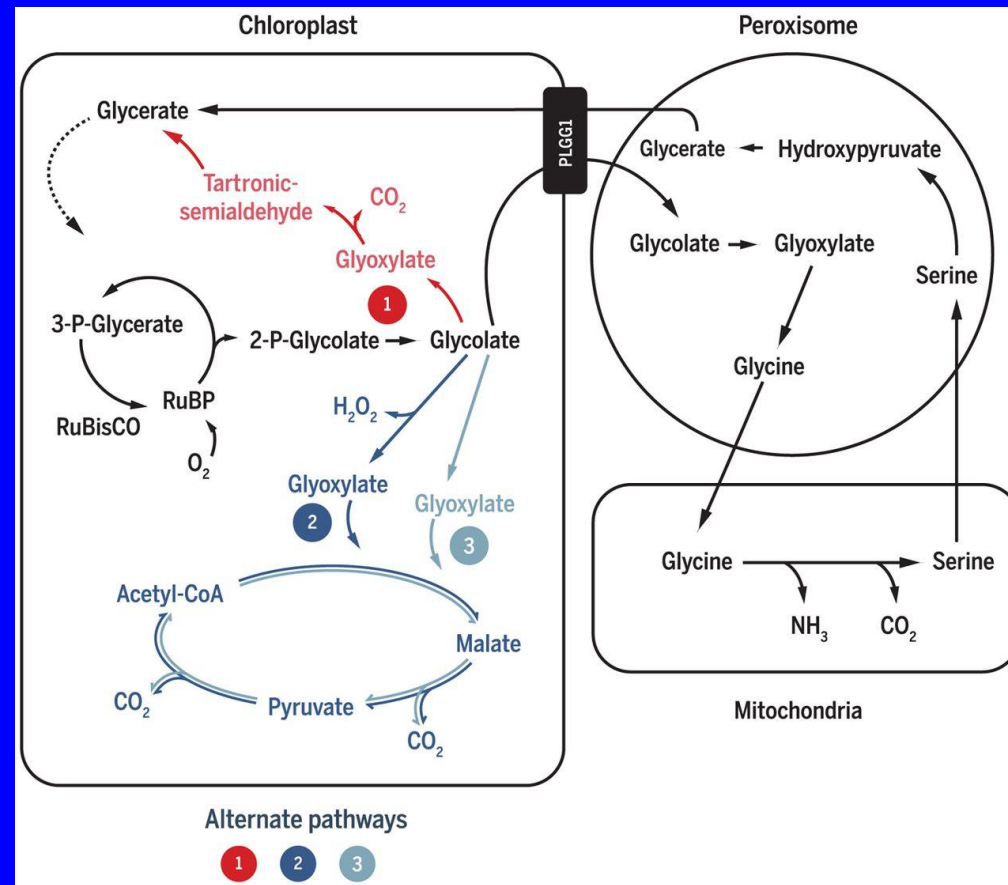 Chloroplast
Peroxisome
Glycerate
PLGG1
Glycerate
Hydroxypyruvate
Tartronic-
semialdehyde
CO₂
Glyoxylate
1
Glycolate
Glyoxylate
Serine
3-P-Glycerate
2-P-Glycolate
Glycolate
RuBP
RuBisCO
O₂
H₂O₂
Glycine
Glyoxylate
2
Glyoxylate
3
Glycine
Serine
NH₃
CO₂
Acetyl-CoA
Malate
Pyruvate
CO₂
CO₂
Mitochondria
Alternate pathways
1 2 3